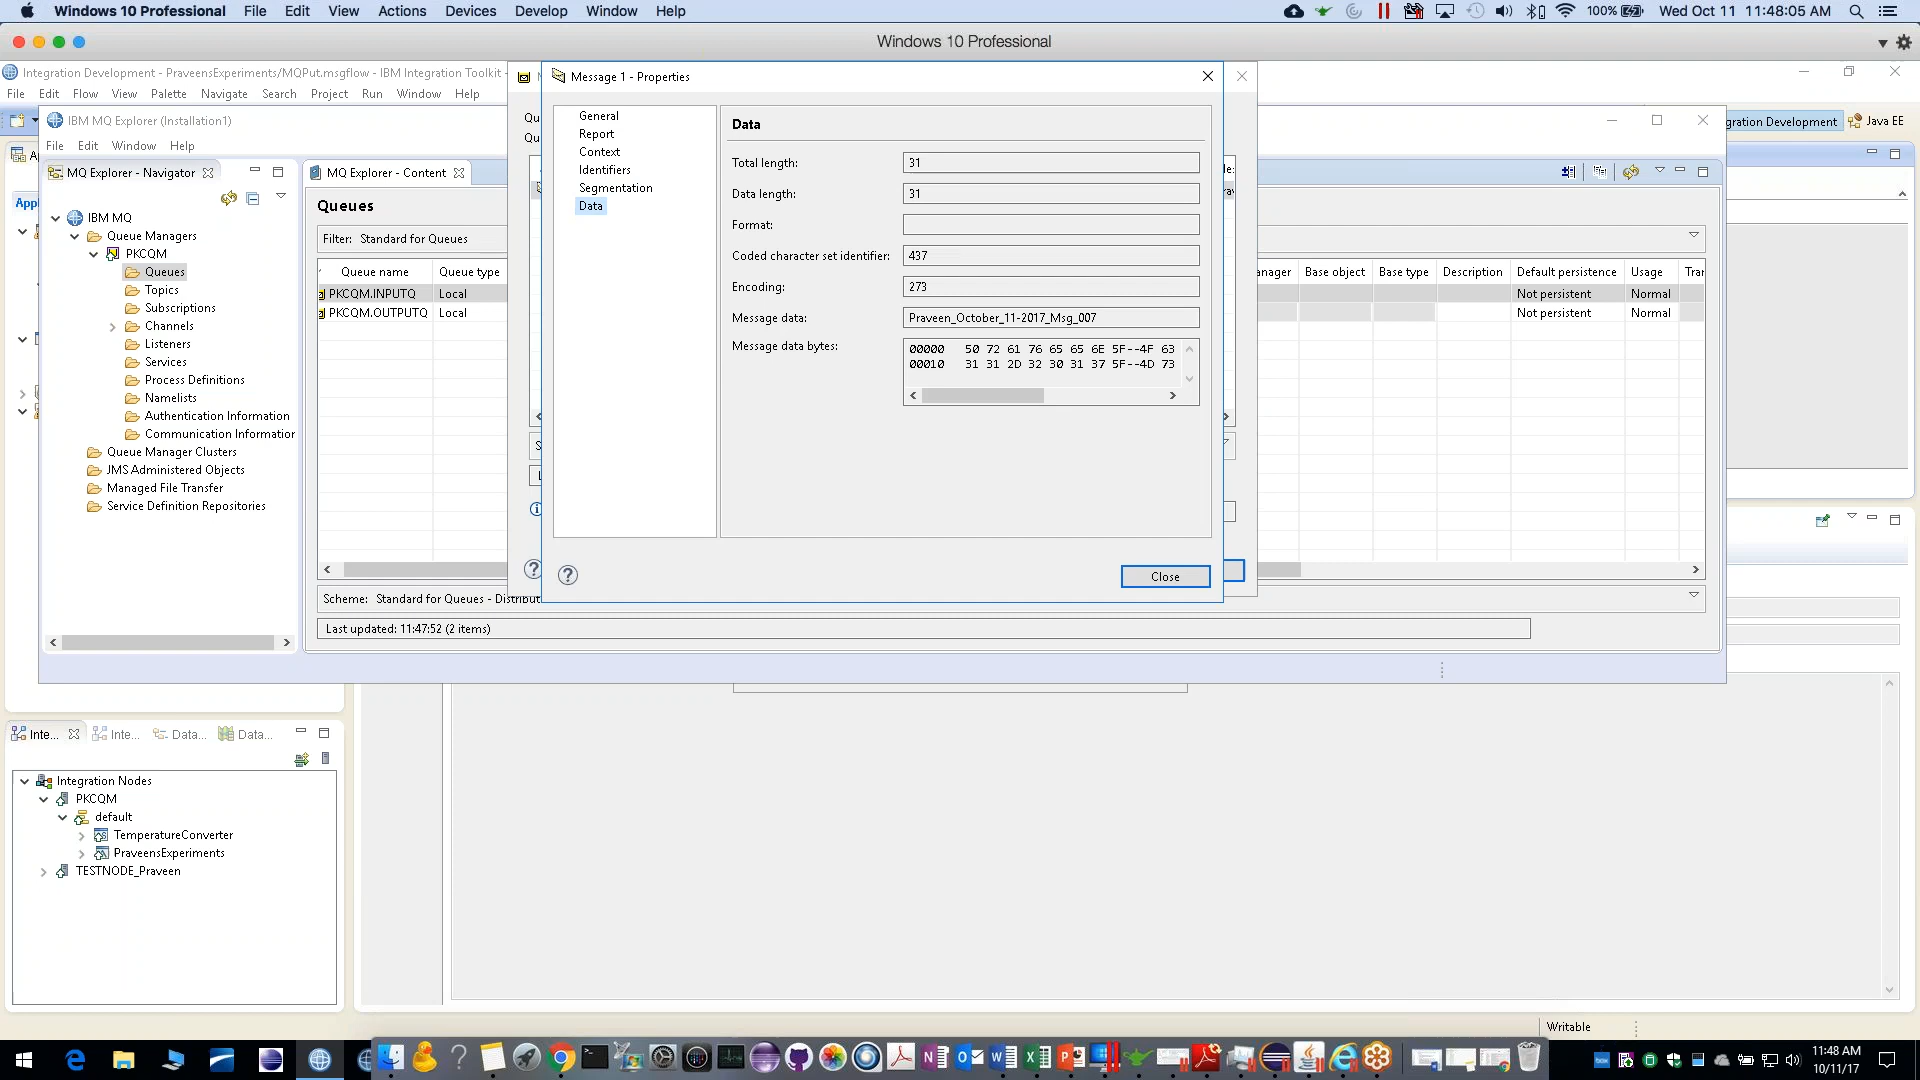 Windows 10 Professional File Edit View Actions Devices Develop Window Help
100% Wed Oct 11 11:48:05 AM
Windows 10 Professional
Integration Development - PraveensExperiments/MQPut.msgflow - IBM Integration Toolkit -
File Edit Flow View Palette Navigate Search Project Run Window Help
IBM MQ Explorer (Installation1)
File Edit Window Help
gration Development Java EE
MQ Explorer - Navigator
IBM MQ
Queue Managers
PKCQM
Queues
Topics
Subscriptions
Channels
Listeners
Services
Process Definitions
Namelists
Authentication Information
Communication Information
Queue Manager Clusters
JMS Administered Objects
Managed File Transfer
Service Definition Repositories
MQ Explorer - Content
Queues
Filter: Standard for Queues
Queue name Queue type
PKCQM.INPUTQ Local
PKCQM.OUTPUTQ Local
anager Base object Base type Description Default persistence Usage Tran
Not persistent Normal
Not persistent Normal
Scheme: Standard for Queues - Distribut
Last updated: 11:47:52 (2 items)
Message 1 - Properties
General
Report
Context
Identifiers
Segmentation
Data
Data
Total length: 31
Data length: 31
Format:
Coded character set identifier: 437
Encoding: 273
Message data: Praveen_October_11-2017_Msg_007
Message data bytes:
00000 50 72 61 76 65 65 6E 5F--4F 63
00010 31 31 2D 32 30 31 37 5F--4D 73
Close
Inte... Inte... Data... Data...
Integration Nodes
PKCQM
default
TemperatureConverter
PraveensExperiments
TESTNODE_Praveen
Writable
11:48 AM
10/11/17